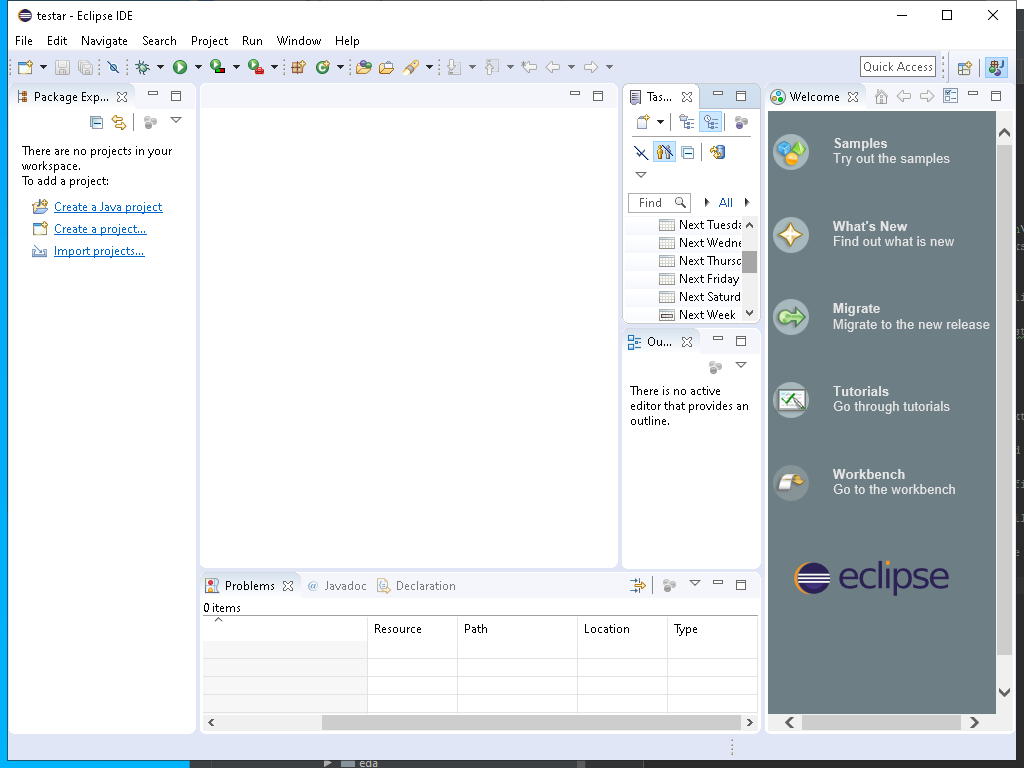 testar - Eclipse IDE
File Edit Navigate Search Project Run Window Help
Quick Access
Package Exp...
There are no projects in your
workspace.
To add a project:
Create a Java project
Create a project...
Import projects...
Tas...
Find
All
Next Tuesda
Next Wedne
Next Thursd
Next Friday
Next Saturd
Next Week
Ou...
There is no active
editor that provides an
outline.
Welcome
Samples
Try out the samples
What's New
Find out what is new
Migrate
Migrate to the new release
Tutorials
Go through tutorials
Workbench
Go to the workbench
eclipse
Problems @ Javadoc Declaration
0 items
Resource Path Location Type
eda